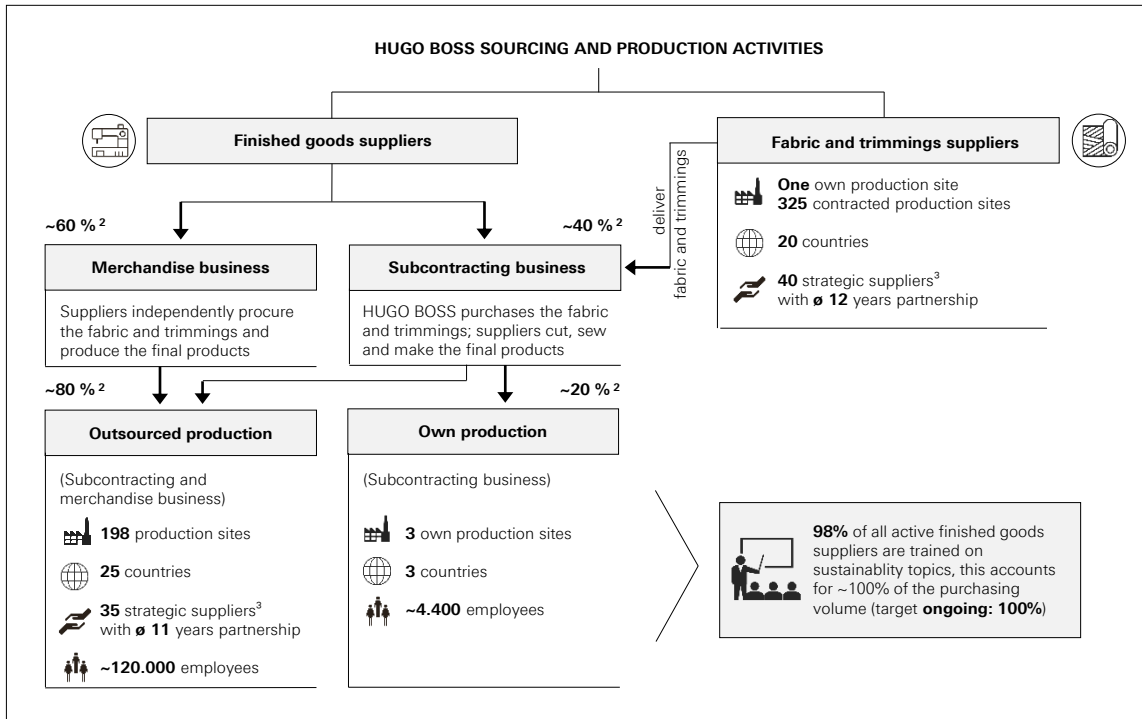 HUGO BOSS SOURCING AND PRODUCTION ACTIVITIES
Finished goods suppliers
Fabric and trimmings suppliers
One own production site
325 contracted production sites
20 countries
40 strategic suppliers³
with ø 12 years partnership
deliver
fabric and trimmings
~60 % ²
~40 % ²
Merchandise business
Suppliers independently procure
the fabric and trimmings and
produce the final products
Subcontracting business
HUGO BOSS purchases the fabric
and trimmings; suppliers cut, sew
and make the final products
~80 % ²
~20 % ²
Outsourced production
(Subcontracting and
merchandise business)
198 production sites
25 countries
35 strategic suppliers³
with ø 11 years partnership
~120.000 employees
Own production
(Subcontracting business)
3 own production sites
3 countries
~4.400 employees
98% of all active finished goods
suppliers are trained on
sustainablity topics, this accounts
for ~100% of the purchasing
volume (target ongoing: 100%)